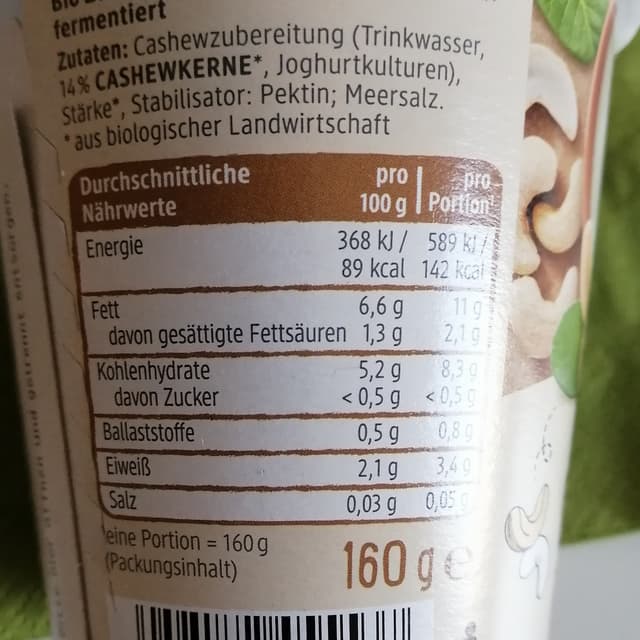 fermentiert
Zutaten: Cashewzubereitung (Trinkwasser,
14% CASHEWKERNE*, Joghurtkulturen),
Stärke*, Stabilisator: Pektin; Meersalz.
*aus biologischer Landwirtschaft
Durchschnittliche Nährwerte pro 100 g | pro Portion¹
Energie 368 kJ / 589 kJ /
89 kcal 142 kcal
Fett 6,6 g 11 g
davon gesättigte Fettsäuren 1,3 g 2,1 g
Kohlenhydrate 5,2 g 8,3 g
davon Zucker < 0,5 g < 0,5 g
Ballaststoffe 0,5 g 0,8 g
Eiweiß 2,1 g 3,4 g
Salz 0,03 g 0,05 g
¹eine Portion = 160 g
(Packungsinhalt)
160 g e